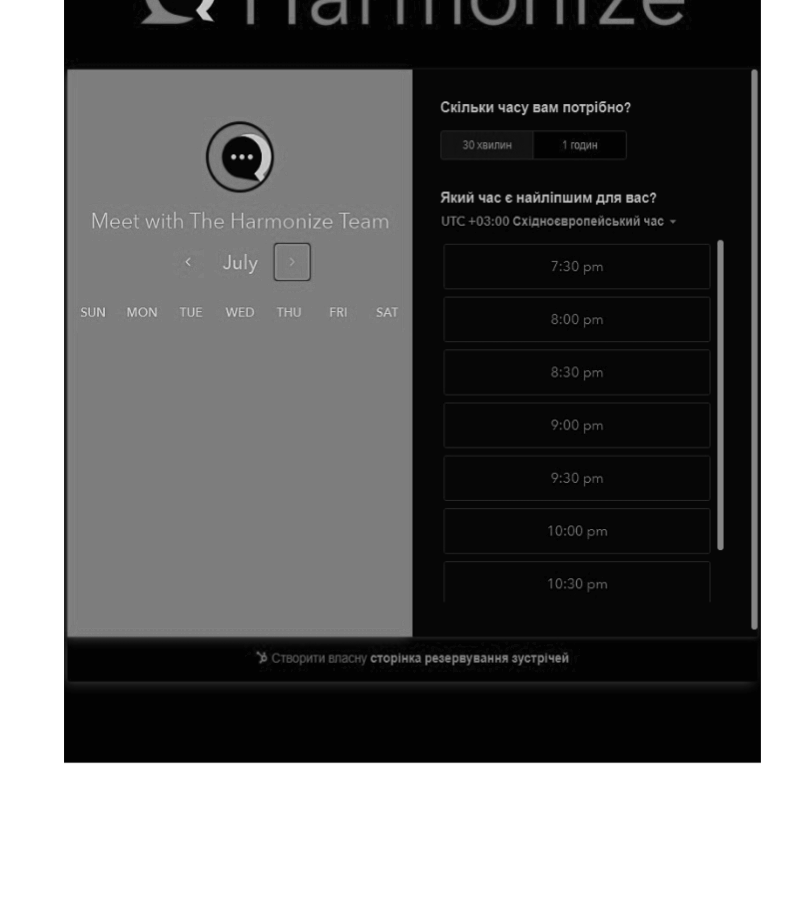 Harmonize
Meet with The Harmonize Team
July
SUN MON TUE WED THU FRI SAT
Скільки часу вам потрібно?
30 хвилин 1 годин
Який час є найліпшим для вас?
UTC +03:00 Східноєвропейський час
7:30 pm
8:00 pm
8:30 pm
9:00 pm
9:30 pm
10:00 pm
10:30 pm
Створити власну сторінка резервування зустрічей